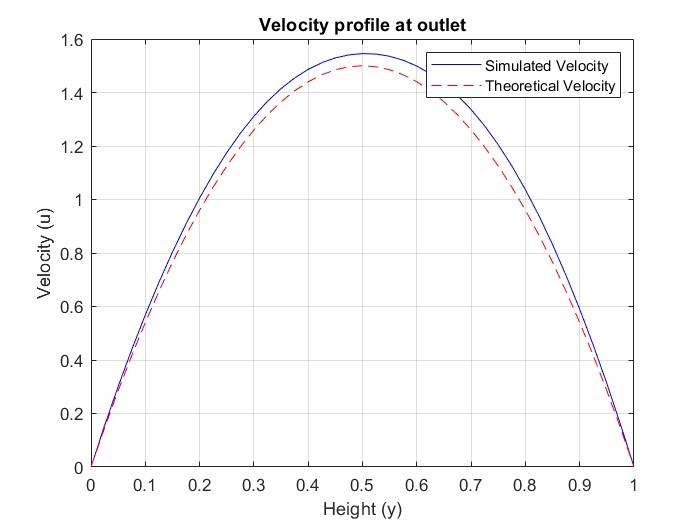 Velocity profile at outlet
Simulated Velocity
Theoretical Velocity
Velocity (u)
1.6
1.4
1.2
1
0.8
0.6
0.4
0.2
0
0 0.1 0.2 0.3 0.4 0.5 0.6 0.7 0.8 0.9 1
Height (y)